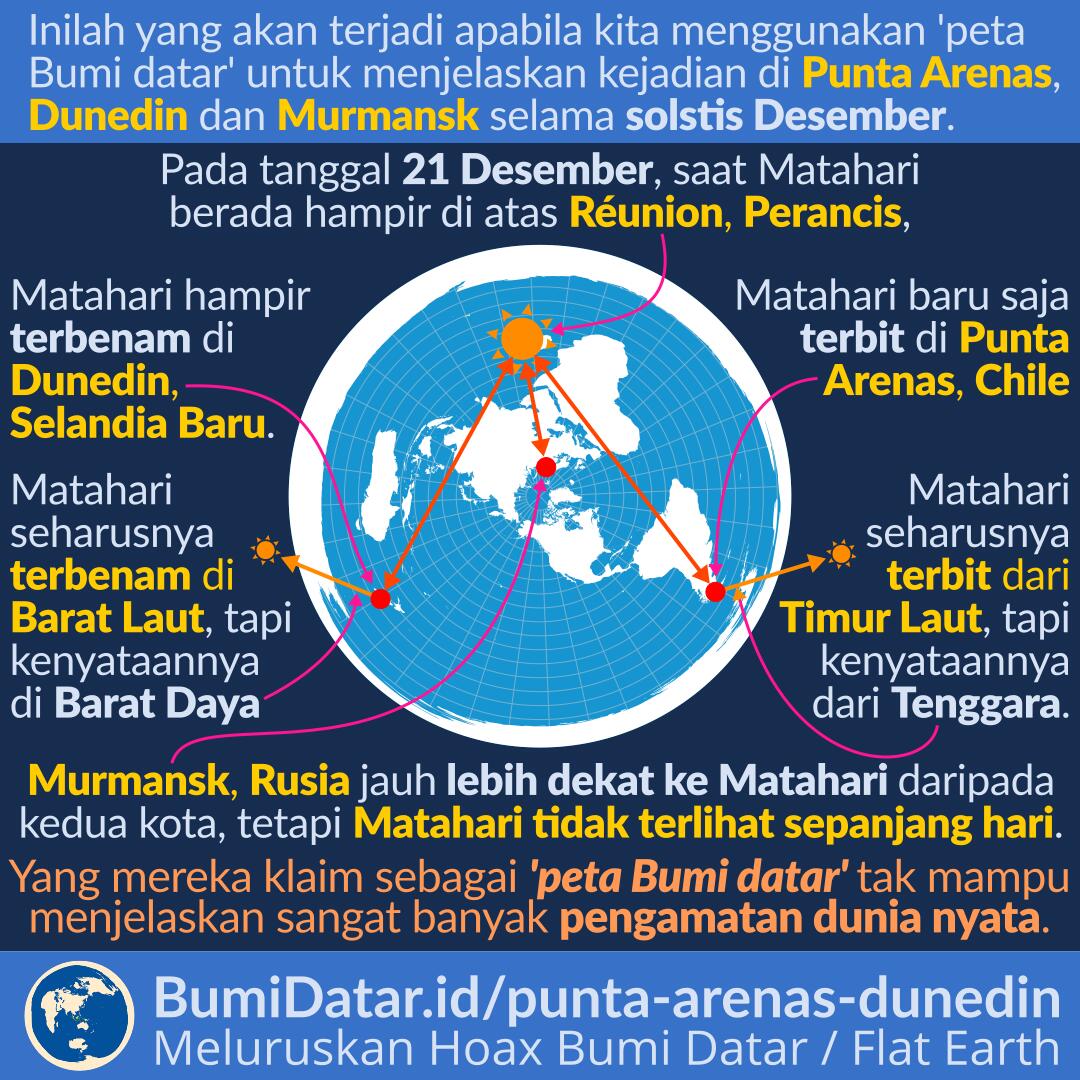 Inilah yang akan terjadi apabila kita menggunakan 'peta
Bumi datar' untuk menjelaskan kejadian di Punta Arenas,
Dunedin dan Murmansk selama solstis Desember.
Pada tanggal 21 Desember, saat Matahari
berada hampir di atas Réunion, Perancis,
Matahari hampir
terbenam di
Dunedin,
Selandia Baru.
Matahari baru saja
terbit di Punta
Arenas, Chile
Matahari
seharusnya
terbenam di
Barat Laut, tapi
kenyataannya
di Barat Daya
Matahari
seharusnya
terbit dari
Timur Laut, tapi
kenyataannya
dari Tenggara.
Murmansk, Rusia jauh lebih dekat ke Matahari daripada
kedua kota, tetapi Matahari tidak terlihat sepanjang hari.
Yang mereka klaim sebagai 'peta Bumi datar' tak mampu
menjelaskan sangat banyak pengamatan dunia nyata.
BumiDatar.id/punta-arenas-dunedin
Meluruskan Hoax Bumi Datar / Flat Earth